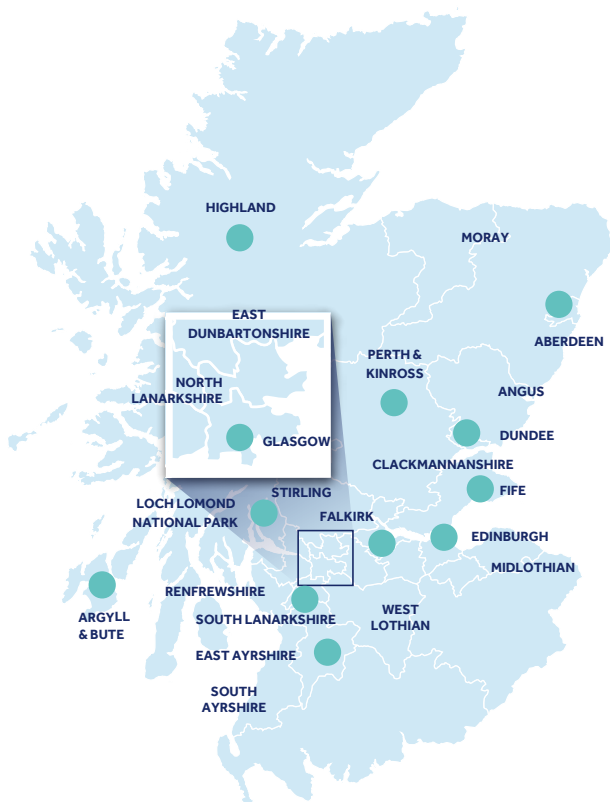 HIGHLAND
MORAY
EAST
DUNBARTONSHIRE
ABERDEEN
PERTH &
KINROSS
NORTH
LANARKSHIRE
ANGUS
GLASGOW
DUNDEE
CLACKMANNANSHIRE
STIRLING
FIFE
LOCH LOMOND
NATIONAL PARK
FALKIRK
EDINBURGH
MIDLOTHIAN
RENFREWSHIRE
ARGYLL
& BUTE
SOUTH LANARKSHIRE
WEST
LOTHIAN
EAST AYRSHIRE
SOUTH
AYRSHIRE